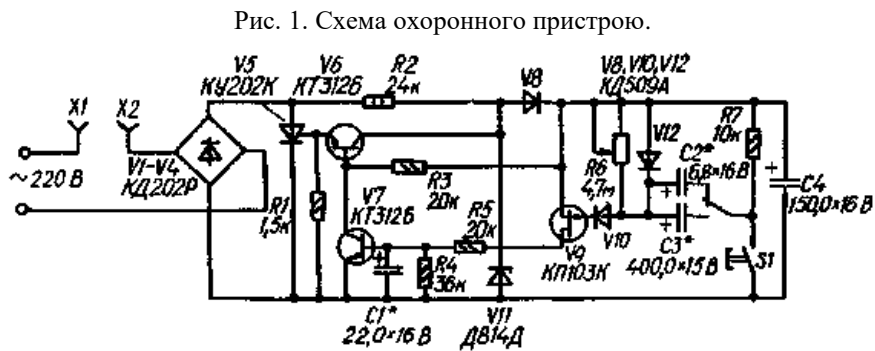 Рис. 1. Схема охоронного пристрою.
V5
КУ202К
V6
КТ312Б
R2
24к
V8
V8, V10, V12
КД509А
X1
X2
~220 В
V1-V4
КД202Р
R1
1,5к
V7
КТ312Б
R3
20к
R5
20к
R4
36к
C1*
22,0×16 В
V11
Д814Д
V9
КП103К
V10
R6
4,7м
V12
C2*
6,8×16 В
C3*
400,0×15 В
R7
10к
S1
C4
150,0×16 В
+
+
+
+